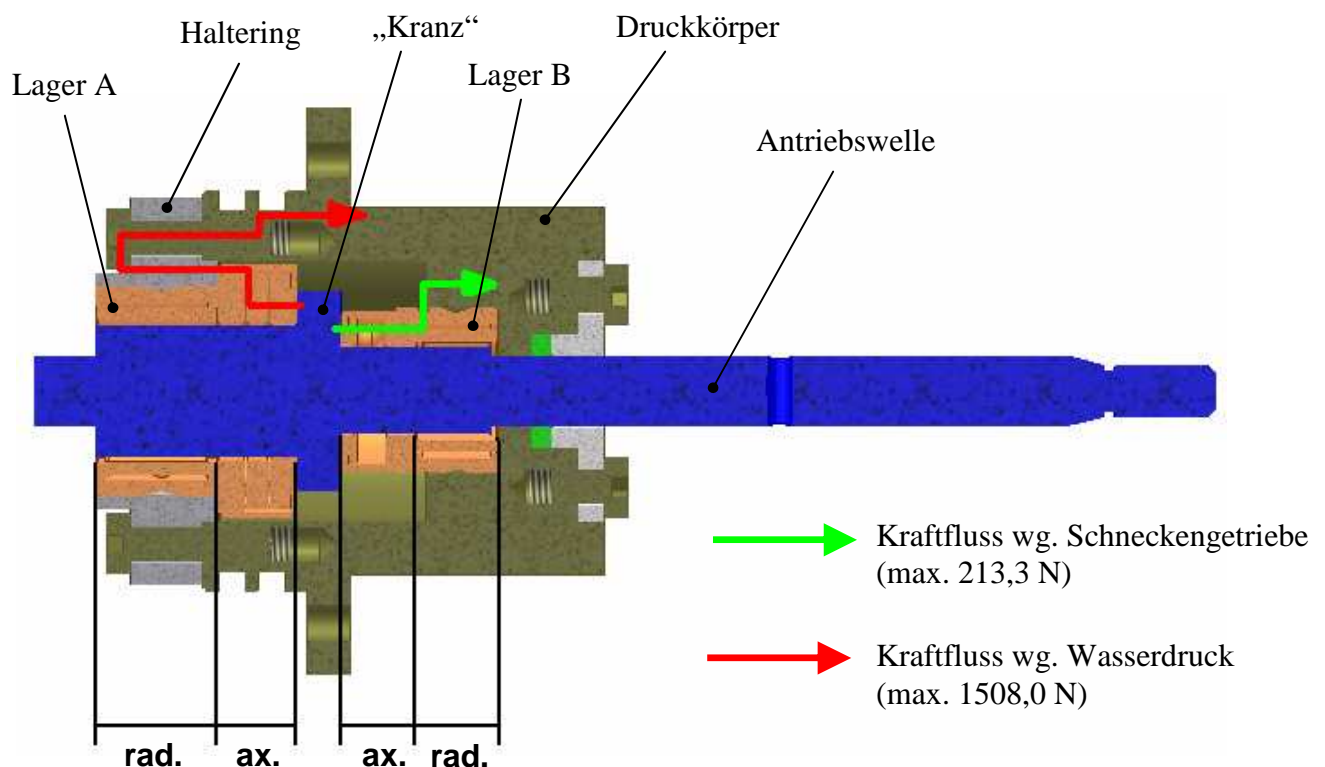 Haltering
„Kranz“
Druckkörper
Lager A
Lager B
Antriebswelle
Kraftfluss wg. Schneckengetriebe
(max. 213,3 N)
Kraftfluss wg. Wasserdruck
(max. 1508,0 N)
rad.
ax.
ax.
rad.